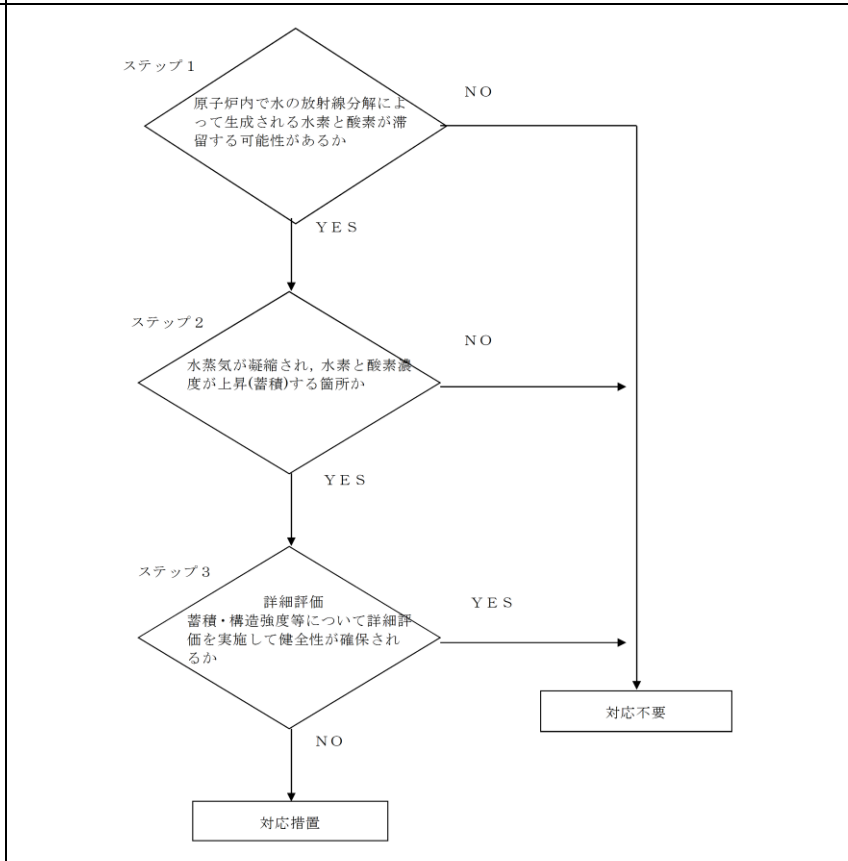 ステップ１
原子炉内で水の放射線分解によ
って生成される水素と酸素が滞
留する可能性があるか
ＮＯ
ＹＥＳ
ステップ２
水蒸気が凝縮され，水素と酸素濃
度が上昇(蓄積)する箇所か
ＮＯ
ＹＥＳ
ステップ３
詳細評価
蓄積・構造強度等について詳細評
価を実施して健全性が確保され
るか
ＹＥＳ
ＮＯ
対応不要
対応措置